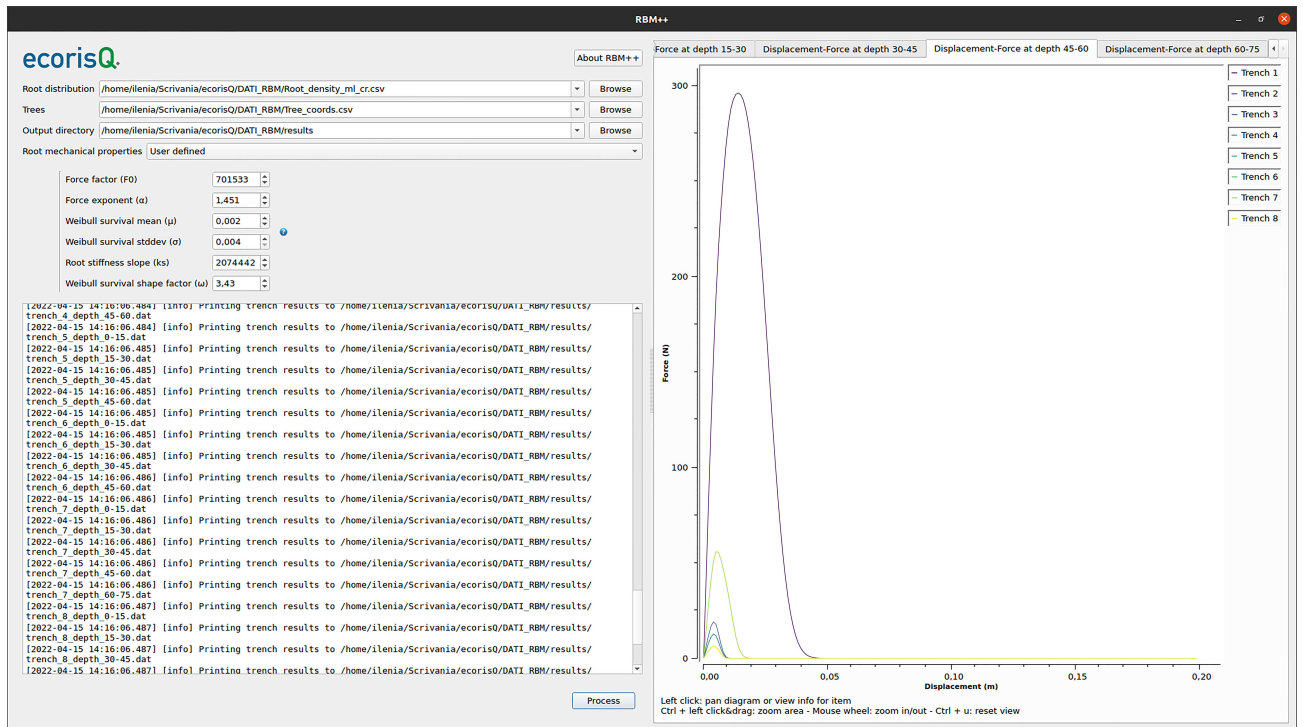 RBM++
ecorisQ
About RBM++
Root distribution /home/ilenia/Scrivania/ecorisQ/DATI_RBM/Root_density_ml_cr.csv Browse
Trees /home/ilenia/Scrivania/ecorisQ/DATI_RBM/Tree_coords.csv Browse
Output directory /home/ilenia/Scrivania/ecorisQ/DATI_RBM/results Browse
Root mechanical properties User defined
Force factor (F0) 701533
Force exponent (α) 1,451
Weibull survival mean (μ) 0,002
Weibull survival stddev (σ) 0,004
Root stiffness slope (ks) 2074442
Weibull survival shape factor (ω) 3,43
[2022-04-15 14:16:06.484] [info] Printing trench results to /home/ilenia/Scrivania/ecorisQ/DATI_RBM/results/
trench_4_depth_45-60.dat
[2022-04-15 14:16:06.484] [info] Printing trench results to /home/ilenia/Scrivania/ecorisQ/DATI_RBM/results/
trench_5_depth_0-15.dat
[2022-04-15 14:16:06.485] [info] Printing trench results to /home/ilenia/Scrivania/ecorisQ/DATI_RBM/results/
trench_5_depth_15-30.dat
[2022-04-15 14:16:06.485] [info] Printing trench results to /home/ilenia/Scrivania/ecorisQ/DATI_RBM/results/
trench_5_depth_30-45.dat
[2022-04-15 14:16:06.485] [info] Printing trench results to /home/ilenia/Scrivania/ecorisQ/DATI_RBM/results/
trench_5_depth_45-60.dat
[2022-04-15 14:16:06.485] [info] Printing trench results to /home/ilenia/Scrivania/ecorisQ/DATI_RBM/results/
trench_6_depth_0-15.dat
[2022-04-15 14:16:06.485] [info] Printing trench results to /home/ilenia/Scrivania/ecorisQ/DATI_RBM/results/
trench_6_depth_15-30.dat
[2022-04-15 14:16:06.485] [info] Printing trench results to /home/ilenia/Scrivania/ecorisQ/DATI_RBM/results/
trench_6_depth_30-45.dat
[2022-04-15 14:16:06.486] [info] Printing trench results to /home/ilenia/Scrivania/ecorisQ/DATI_RBM/results/
trench_6_depth_45-60.dat
[2022-04-15 14:16:06.486] [info] Printing trench results to /home/ilenia/Scrivania/ecorisQ/DATI_RBM/results/
trench_7_depth_0-15.dat
[2022-04-15 14:16:06.486] [info] Printing trench results to /home/ilenia/Scrivania/ecorisQ/DATI_RBM/results/
trench_7_depth_15-30.dat
[2022-04-15 14:16:06.486] [info] Printing trench results to /home/ilenia/Scrivania/ecorisQ/DATI_RBM/results/
trench_7_depth_30-45.dat
[2022-04-15 14:16:06.486] [info] Printing trench results to /home/ilenia/Scrivania/ecorisQ/DATI_RBM/results/
trench_7_depth_45-60.dat
[2022-04-15 14:16:06.486] [info] Printing trench results to /home/ilenia/Scrivania/ecorisQ/DATI_RBM/results/
trench_7_depth_60-75.dat
[2022-04-15 14:16:06.487] [info] Printing trench results to /home/ilenia/Scrivania/ecorisQ/DATI_RBM/results/
trench_8_depth_0-15.dat
[2022-04-15 14:16:06.487] [info] Printing trench results to /home/ilenia/Scrivania/ecorisQ/DATI_RBM/results/
trench_8_depth_15-30.dat
[2022-04-15 14:16:06.487] [info] Printing trench results to /home/ilenia/Scrivania/ecorisQ/DATI_RBM/results/
trench_8_depth_30-45.dat
[2022-04-15 14:16:06.487] [info] Printing trench results to /home/ilenia/Scrivania/ecorisQ/DATI_RBM/results/
Process
Force at depth 15-30 Displacement-Force at depth 30-45 Displacement-Force at depth 45-60 Displacement-Force at depth 60-75
Trench 1
Trench 2
Trench 3
Trench 4
Trench 5
Trench 6
Trench 7
Trench 8
300
200
100
0
Force (N)
0,00 0,05 0,10 0,15 0,20
Displacement (m)
Left click: pan diagram or view info for item
Ctrl + left click&drag: zoom area - Mouse wheel: zoom in/out - Ctrl + u: reset view